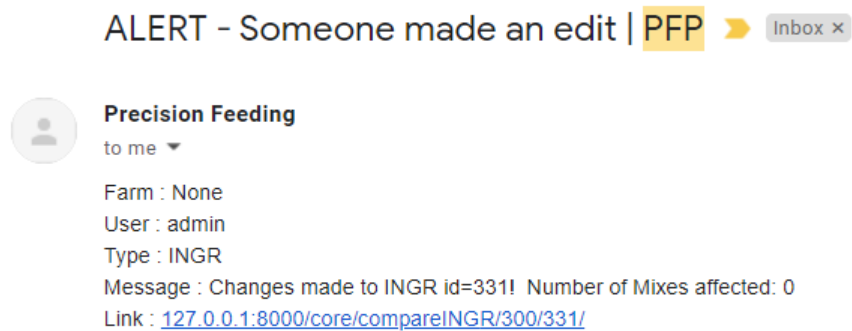 ALERT - Someone made an edit | PFP Inbox ×
Precision Feeding
to me
Farm : None
User : admin
Type : INGR
Message : Changes made to INGR id=331!  Number of Mixes affected: 0
Link : 127.0.0.1:8000/core/compareINGR/300/331/